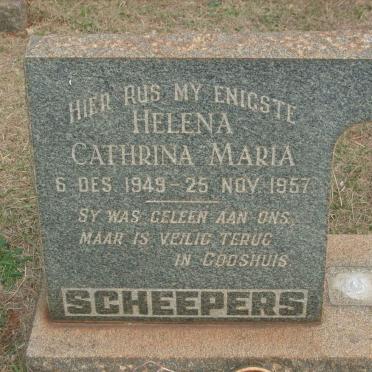 HIER RUS MY ENIGSTE
HELENA
CATHRINA MARIA
6 DES. 1949 - 25 NOV. 1957
SY WAS GELEEN AAN ONS,
MAAR IS VEILIG TERUG
IN GODSHUIS
SCHEEPERS